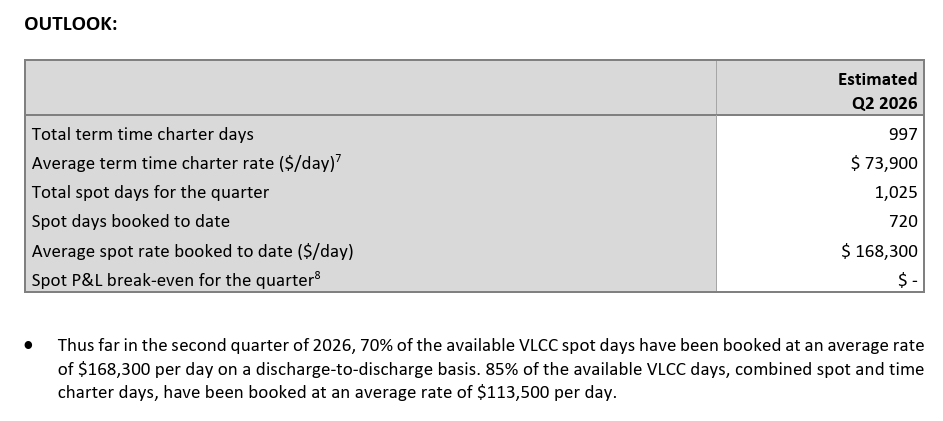 OUTLOOK:
Estimated
Q2 2026
Total term time charter days 997
Average term time charter rate ($/day)7 $ 73,900
Total spot days for the quarter 1,025
Spot days booked to date 720
Average spot rate booked to date ($/day) $ 168,300
Spot P&L break-even for the quarter8 $ -
• Thus far in the second quarter of 2026, 70% of the available VLCC spot days have been booked at an average rate
of $168,300 per day on a discharge-to-discharge basis. 85% of the available VLCC days, combined spot and time
charter days, have been booked at an average rate of $113,500 per day.